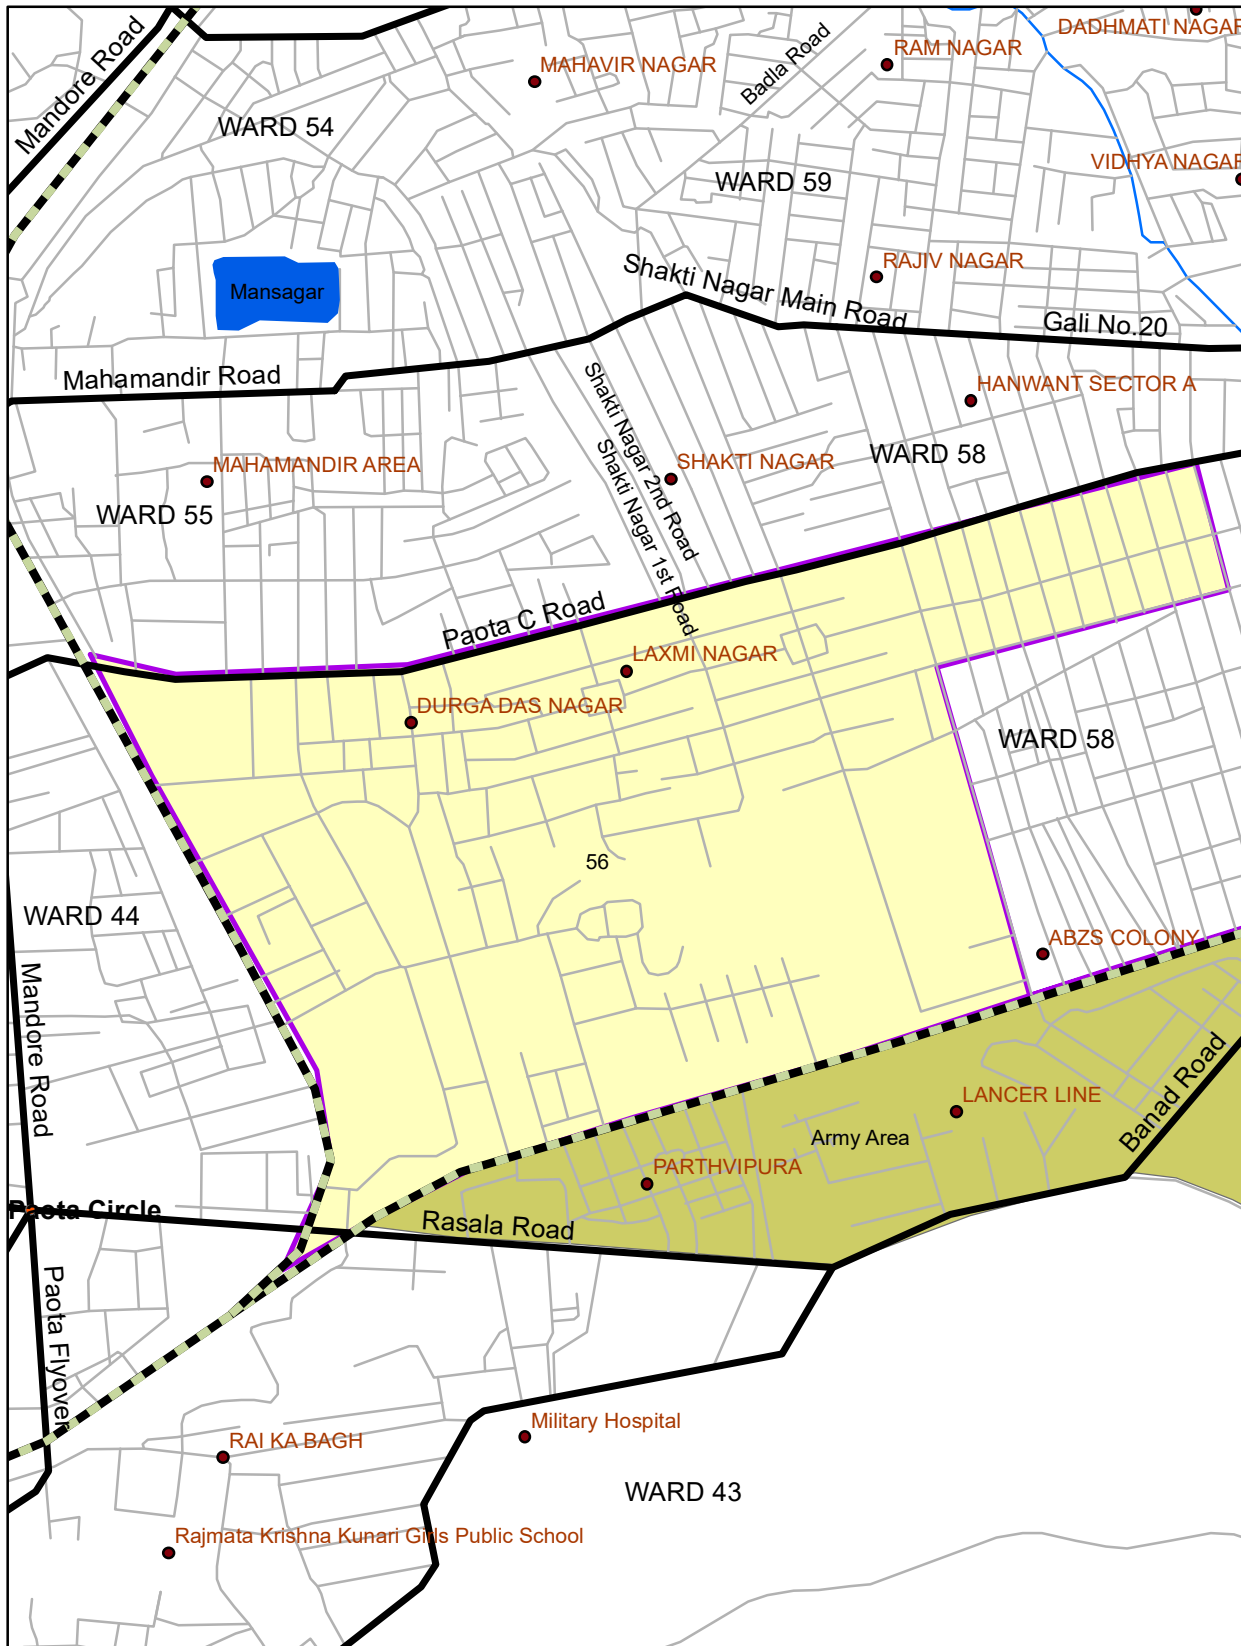 DADHMATI NAGAR
Mandore Road
MAHAVIR NAGAR
Badla Road
RAM NAGAR
WARD 54
VIDHYA NAGAR
WARD 59
Shakti Nagar Main Road
RAJIV NAGAR
Mansagar
Gali No.20
Mahamandir Road
HANWANT SECTOR A
Shakti Nagar 2nd Road
Shakti Nagar 1st Road
MAHAMANDIR AREA
SHAKTI NAGAR
WARD 58
WARD 55
Paota C Road
LAXMI NAGAR
DURGA DAS NAGAR
WARD 58
56
WARD 44
ABZS COLONY
Mandore Road
LANCER LINE
Banad Road
Army Area
PARTHVIPURA
Paota Circle
Rasala Road
Paota Flyover
Military Hospital
RAI KA BAGH
WARD 43
Rajmata Krishna Kunari Girls Public School